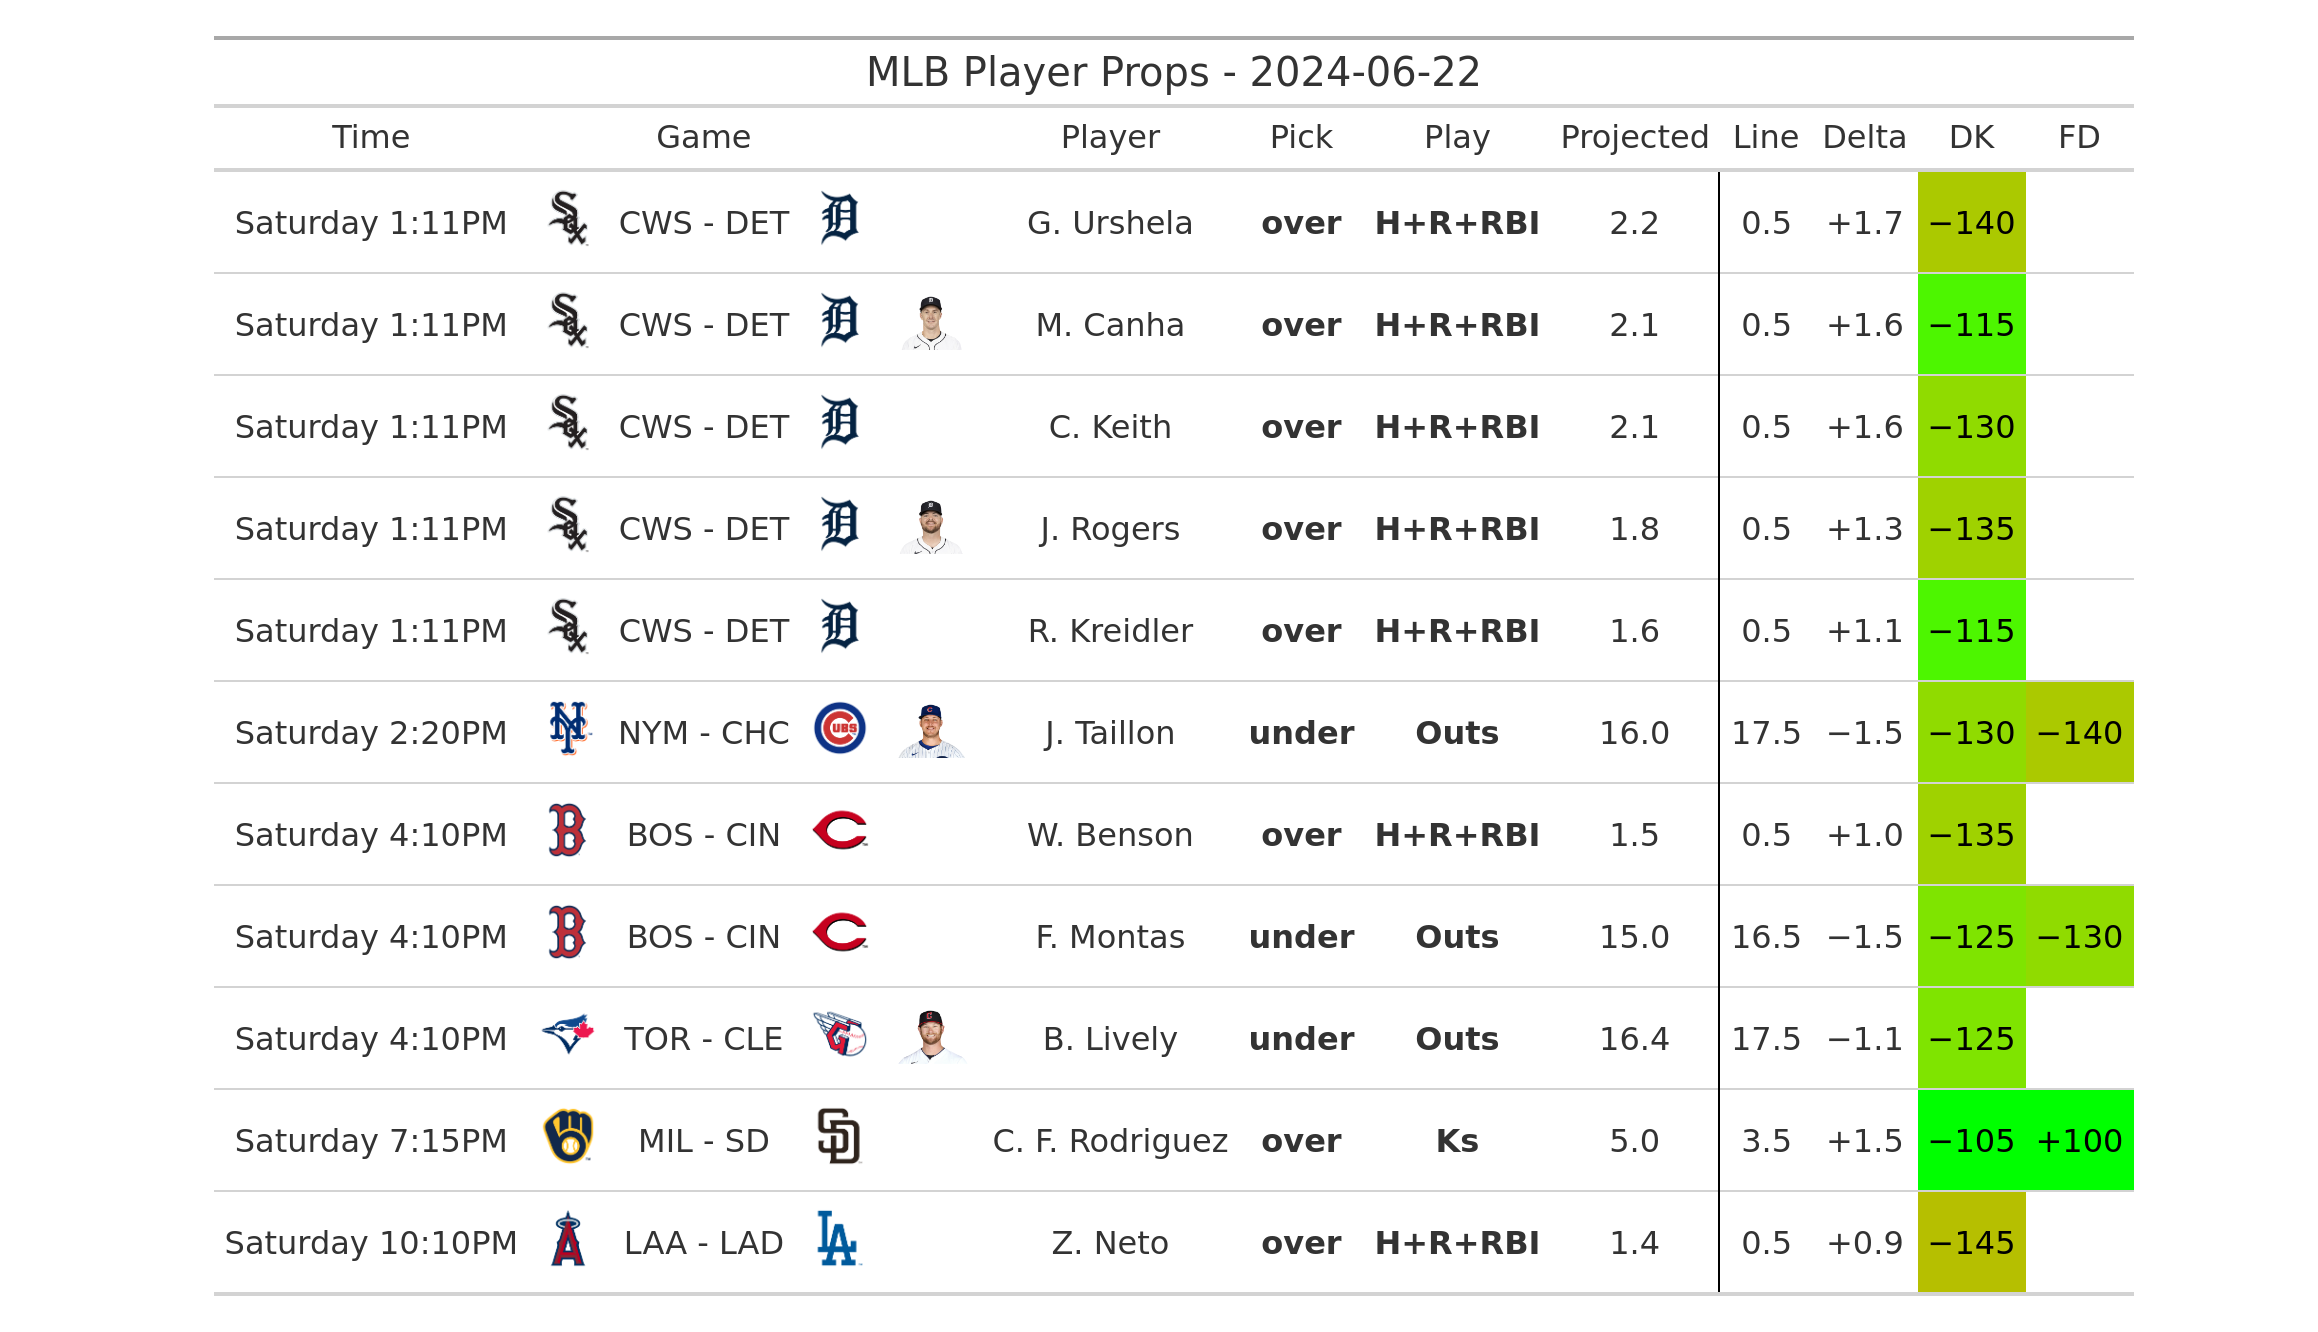 MLB Player Props - 2024-06-22
Time Game Player Pick Play Projected Line Delta DK FD
Saturday 1:11PM CWS - DET G. Urshela over H+R+RBI 2.2 0.5 +1.7 −140
Saturday 1:11PM CWS - DET M. Canha over H+R+RBI 2.1 0.5 +1.6 −115
Saturday 1:11PM CWS - DET C. Keith over H+R+RBI 2.1 0.5 +1.6 −130
Saturday 1:11PM CWS - DET J. Rogers over H+R+RBI 1.8 0.5 +1.3 −135
Saturday 1:11PM CWS - DET R. Kreidler over H+R+RBI 1.6 0.5 +1.1 −115
Saturday 2:20PM NYM - CHC J. Taillon under Outs 16.0 17.5 −1.5 −130 −140
Saturday 4:10PM BOS - CIN W. Benson over H+R+RBI 1.5 0.5 +1.0 −135
Saturday 4:10PM BOS - CIN F. Montas under Outs 15.0 16.5 −1.5 −125 −130
Saturday 4:10PM TOR - CLE B. Lively under Outs 16.4 17.5 −1.1 −125
Saturday 7:15PM MIL - SD C. F. Rodriguez over Ks 5.0 3.5 +1.5 −105 +100
Saturday 10:10PM LAA - LAD Z. Neto over H+R+RBI 1.4 0.5 +0.9 −145